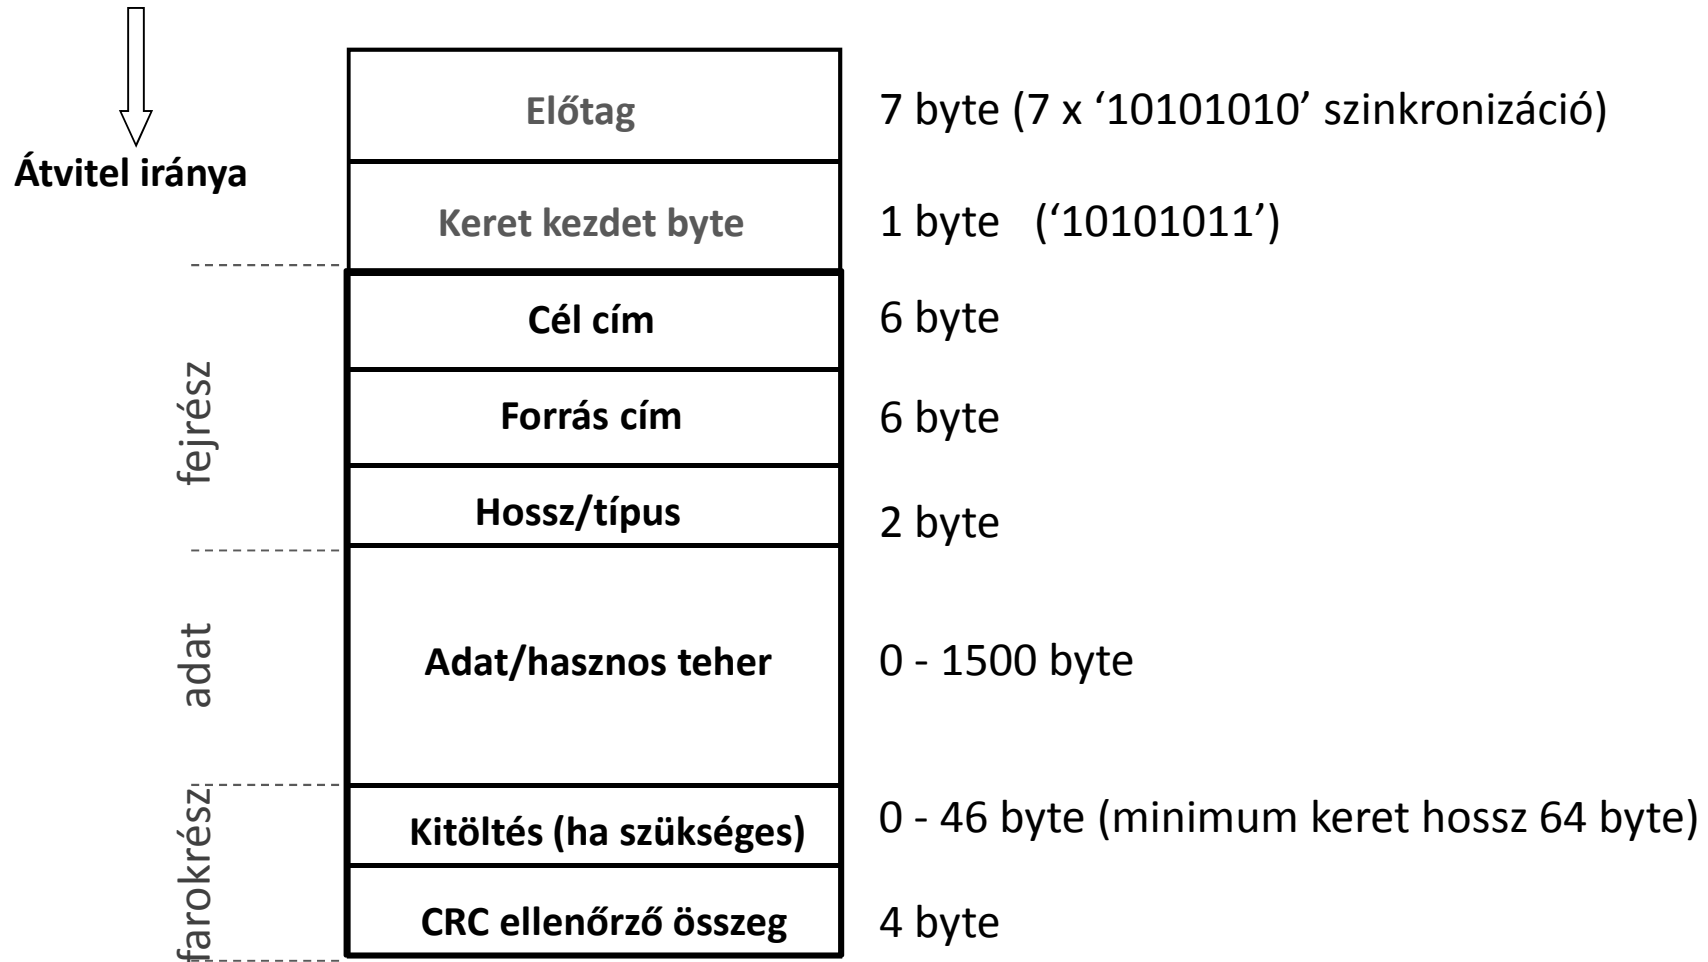 Előtag 7 byte (7 x ‘10101010’ szinkronizáció)
Átvitel iránya
Keret kezdet byte 1 byte (‘10101011’)
fejrész
Cél cím 6 byte
Forrás cím 6 byte
Hossz/típus 2 byte
adat
Adat/hasznos teher 0 - 1500 byte
farokrész
Kitöltés (ha szükséges) 0 - 46 byte (minimum keret hossz 64 byte)
CRC ellenőrző összeg 4 byte